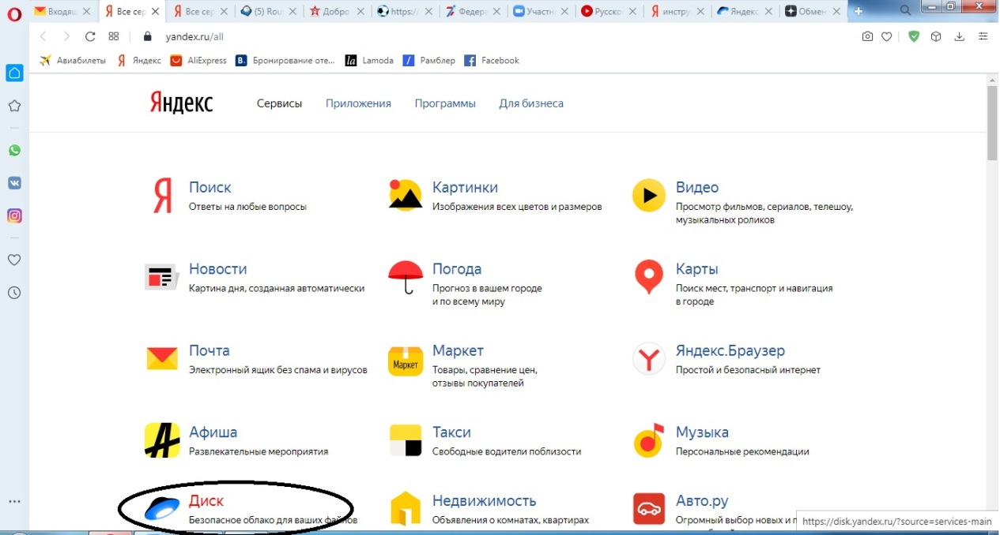 Входящ
Все сер
Все сер
(5) Rou
Добро
https:/
Федера
Участн
Русско
инстру
Яндекс
Обмен
yandex.ru/all
Авиабилеты
Яндекс
AliExpress
Бронирование оте...
Lamoda
Рамблер
Facebook
Яндекс
Сервисы
Приложения
Программы
Для бизнеса
Поиск
Ответы на любые вопросы
Картинки
Изображения всех цветов и размеров
Видео
Просмотр фильмов, сериалов, телешоу,
музыкальных роликов
Новости
Картина дня, созданная автоматически
Погода
Прогноз в вашем городе
и по всему миру
Карты
Поиск мест, транспорт и навигация
в городе
Почта
Электронный ящик без спама и вирусов
Маркет
Маркет
Товары, сравнение цен,
отзывы покупателей
Яндекс.Браузер
Простой и безопасный интернет
Афиша
Развлекательные мероприятия
Такси
Свободные водители поблизости
Музыка
Персональные рекомендации
Диск
Безопасное облако для ваших файлов
Недвижимость
Объявления о комнатах, квартирах
Авто.ру
Огромный выбор новых и п
https://disk.yandex.ru/?source=services-main